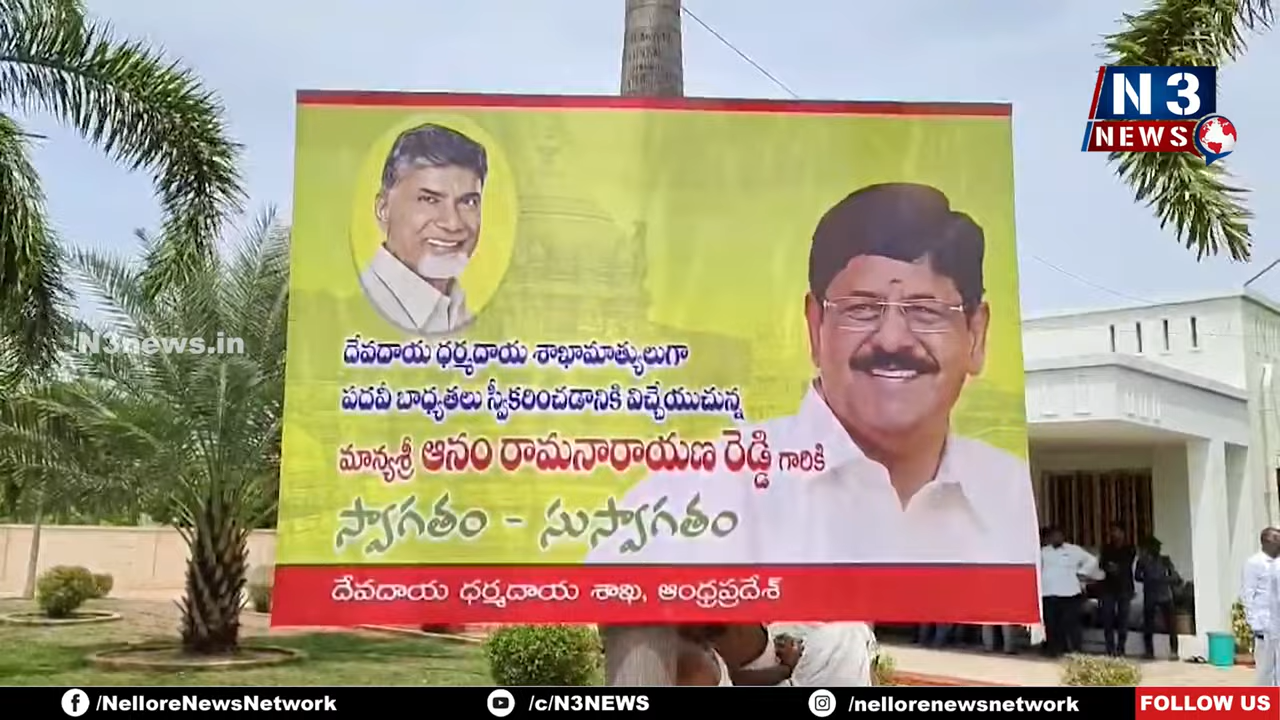 N3
NEWS
N3news.in
దేవదాయ ధర్మదాయ శాఖామాత్యులుగా
పదవీ బాధ్యతలు స్వీకరించడానికి విచ్చేయుచున్న
మాన్యశ్రీ ఆనం రామనారాయణ రెడ్డి గారికి
స్వాగతం - సుస్వాగతం
దేవదాయ ధర్మదాయ శాఖ, ఆంధ్రప్రదేశ్
/NelloreNewsNetwork
/c/N3NEWS
/nellorenewsnetwork
FOLLOW US